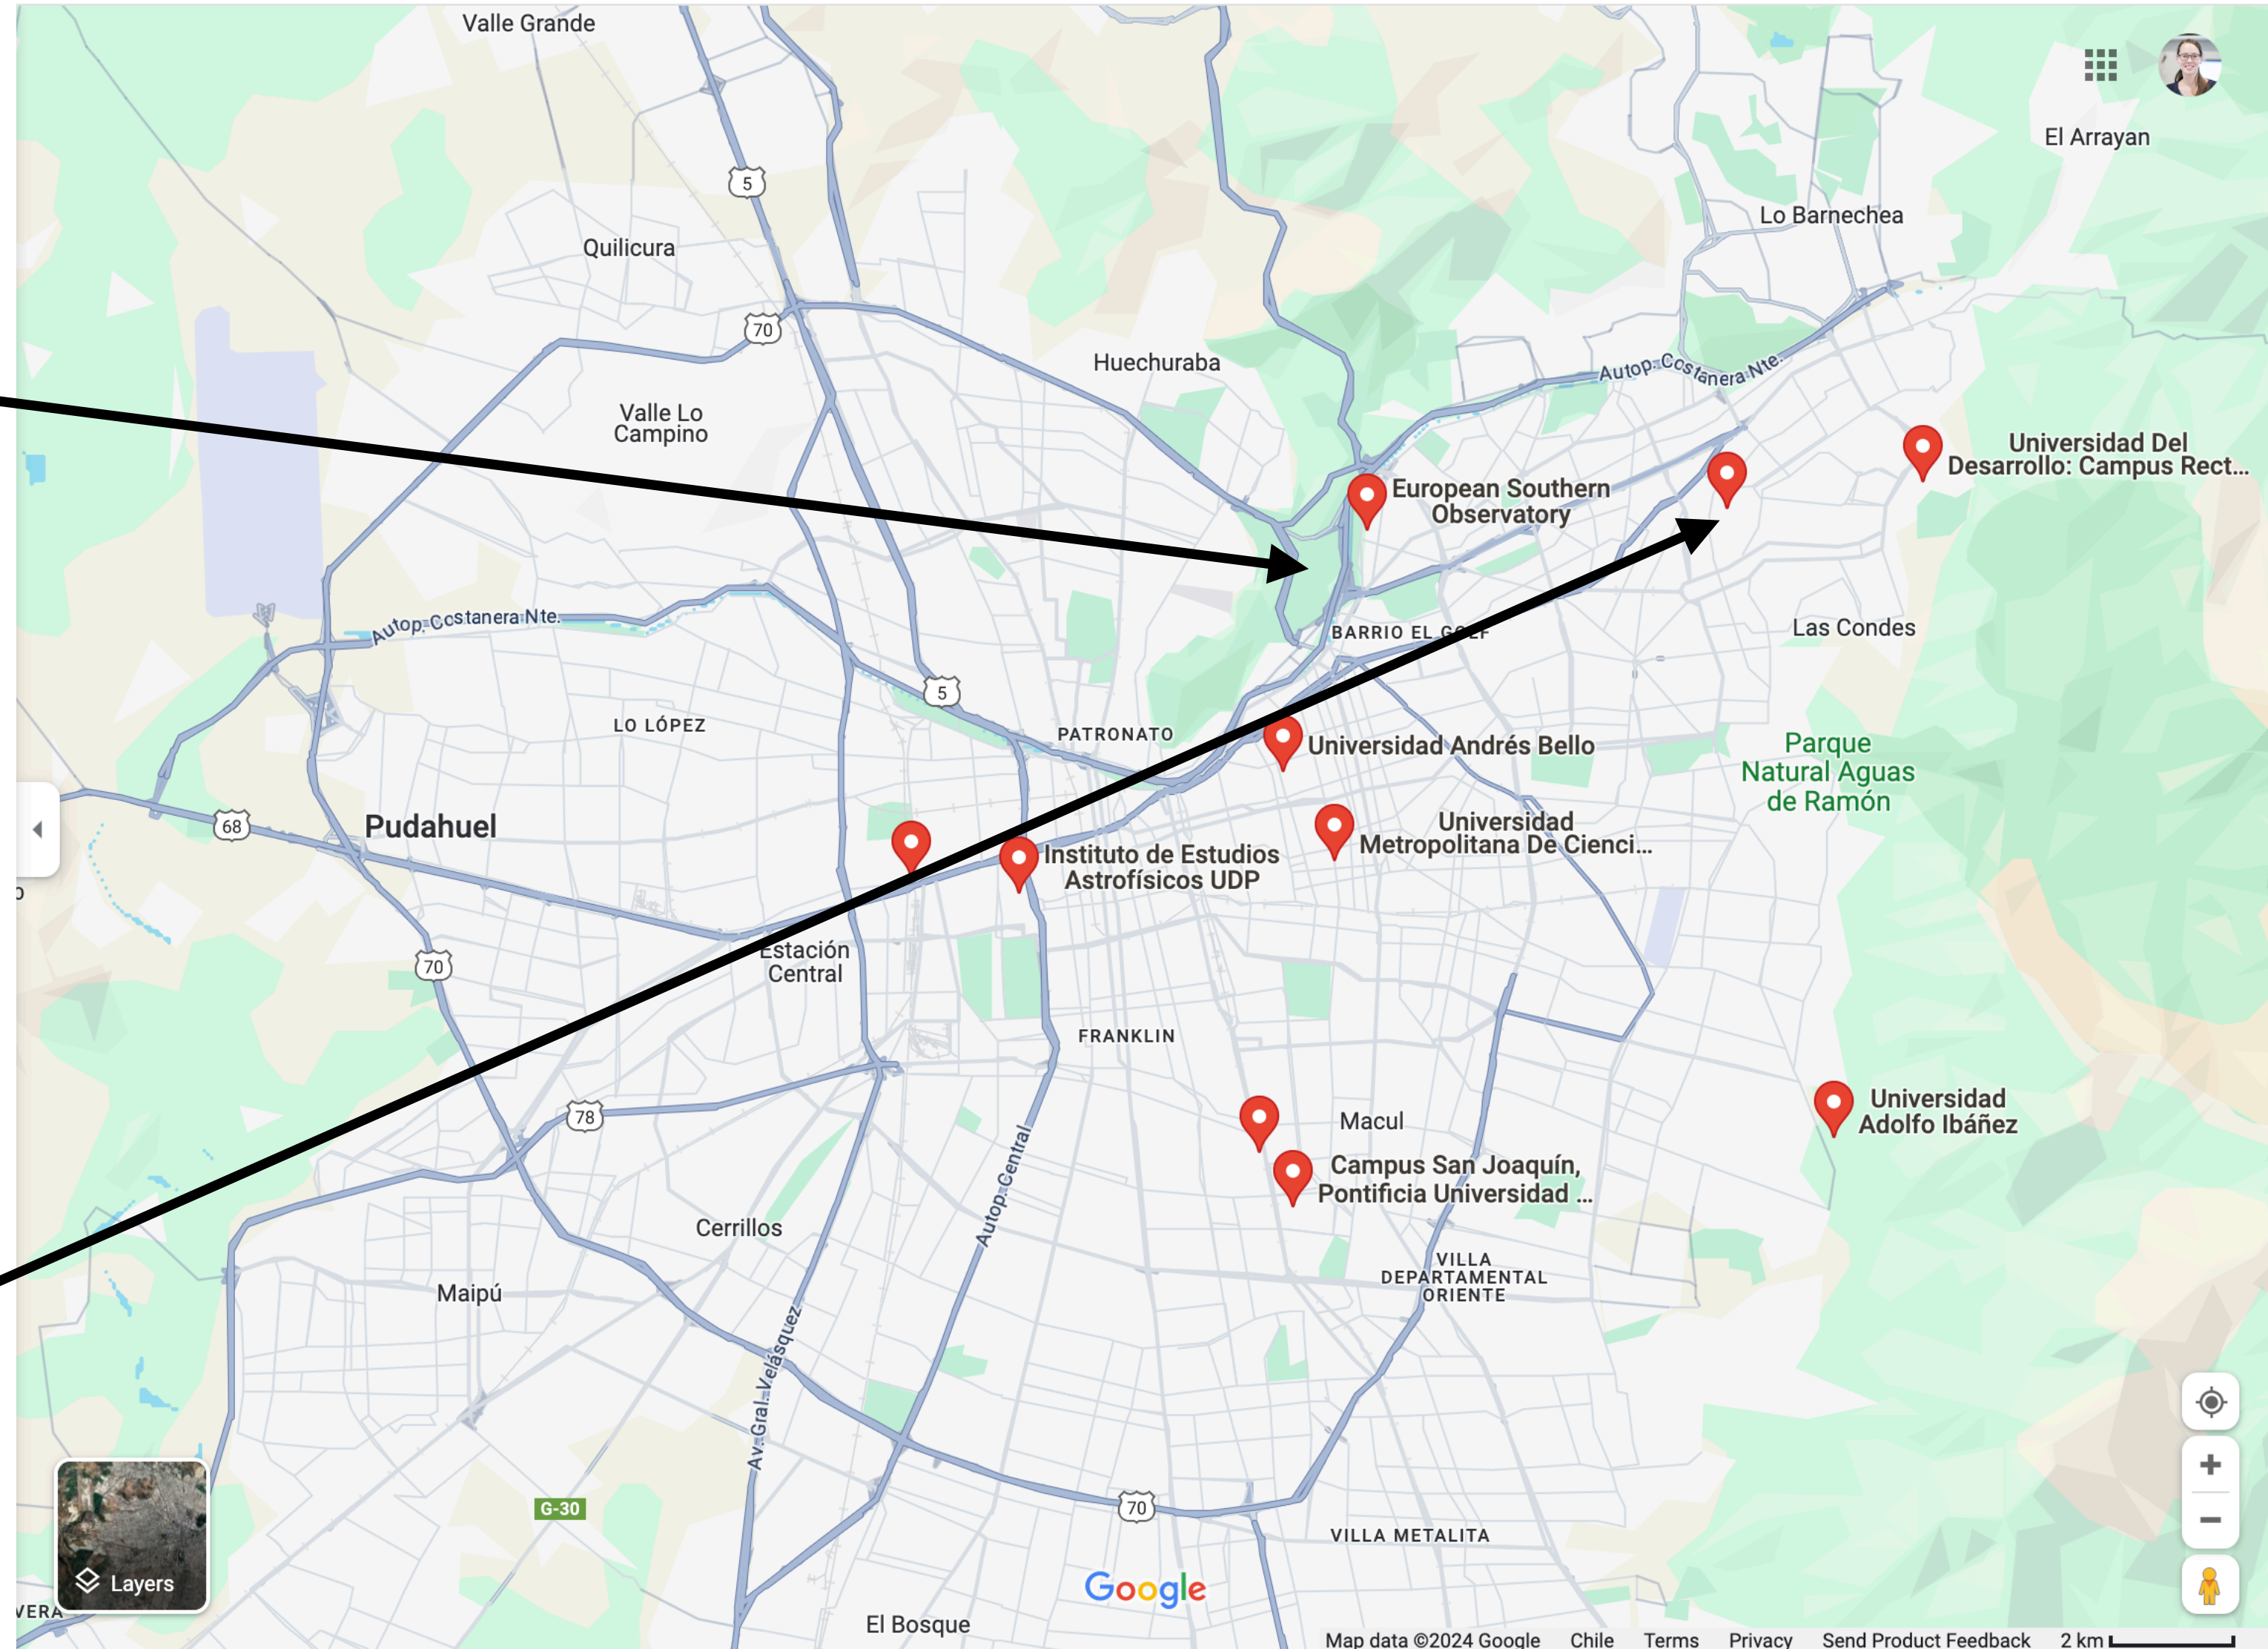 Valle Grande
El Arrayan
5
Lo Barnechea
Quilicura
70
Huechuraba
Autop. Costanera Nte.
Valle Lo
Campino
Universidad Del
Desarrollo: Campus Rect...
European Southern
Observatory
Autop. Costanera Nte.
BARRIO EL GOLF
Las Condes
5
LO LÓPEZ
PATRONATO
Universidad Andrés Bello
Parque
Natural Aguas
de Ramón
68
Pudahuel
Universidad
Metropolitana De Cienci...
Instituto de Estudios
Astrofísicos UDP
70
Estación
Central
FRANKLIN
78
Macul
Universidad
Adolfo Ibáñez
Campus San Joaquín,
Pontificia Universidad ...
Autop. Central
Cerrillos
Maipú
VILLA
DEPARTAMENTAL
ORIENTE
Av. Gral. Velásquez
G-30
70
VILLA METALITA
Layers
Google
VERA
El Bosque
Map data ©2024 Google Chile Terms Privacy Send Product Feedback 2 km